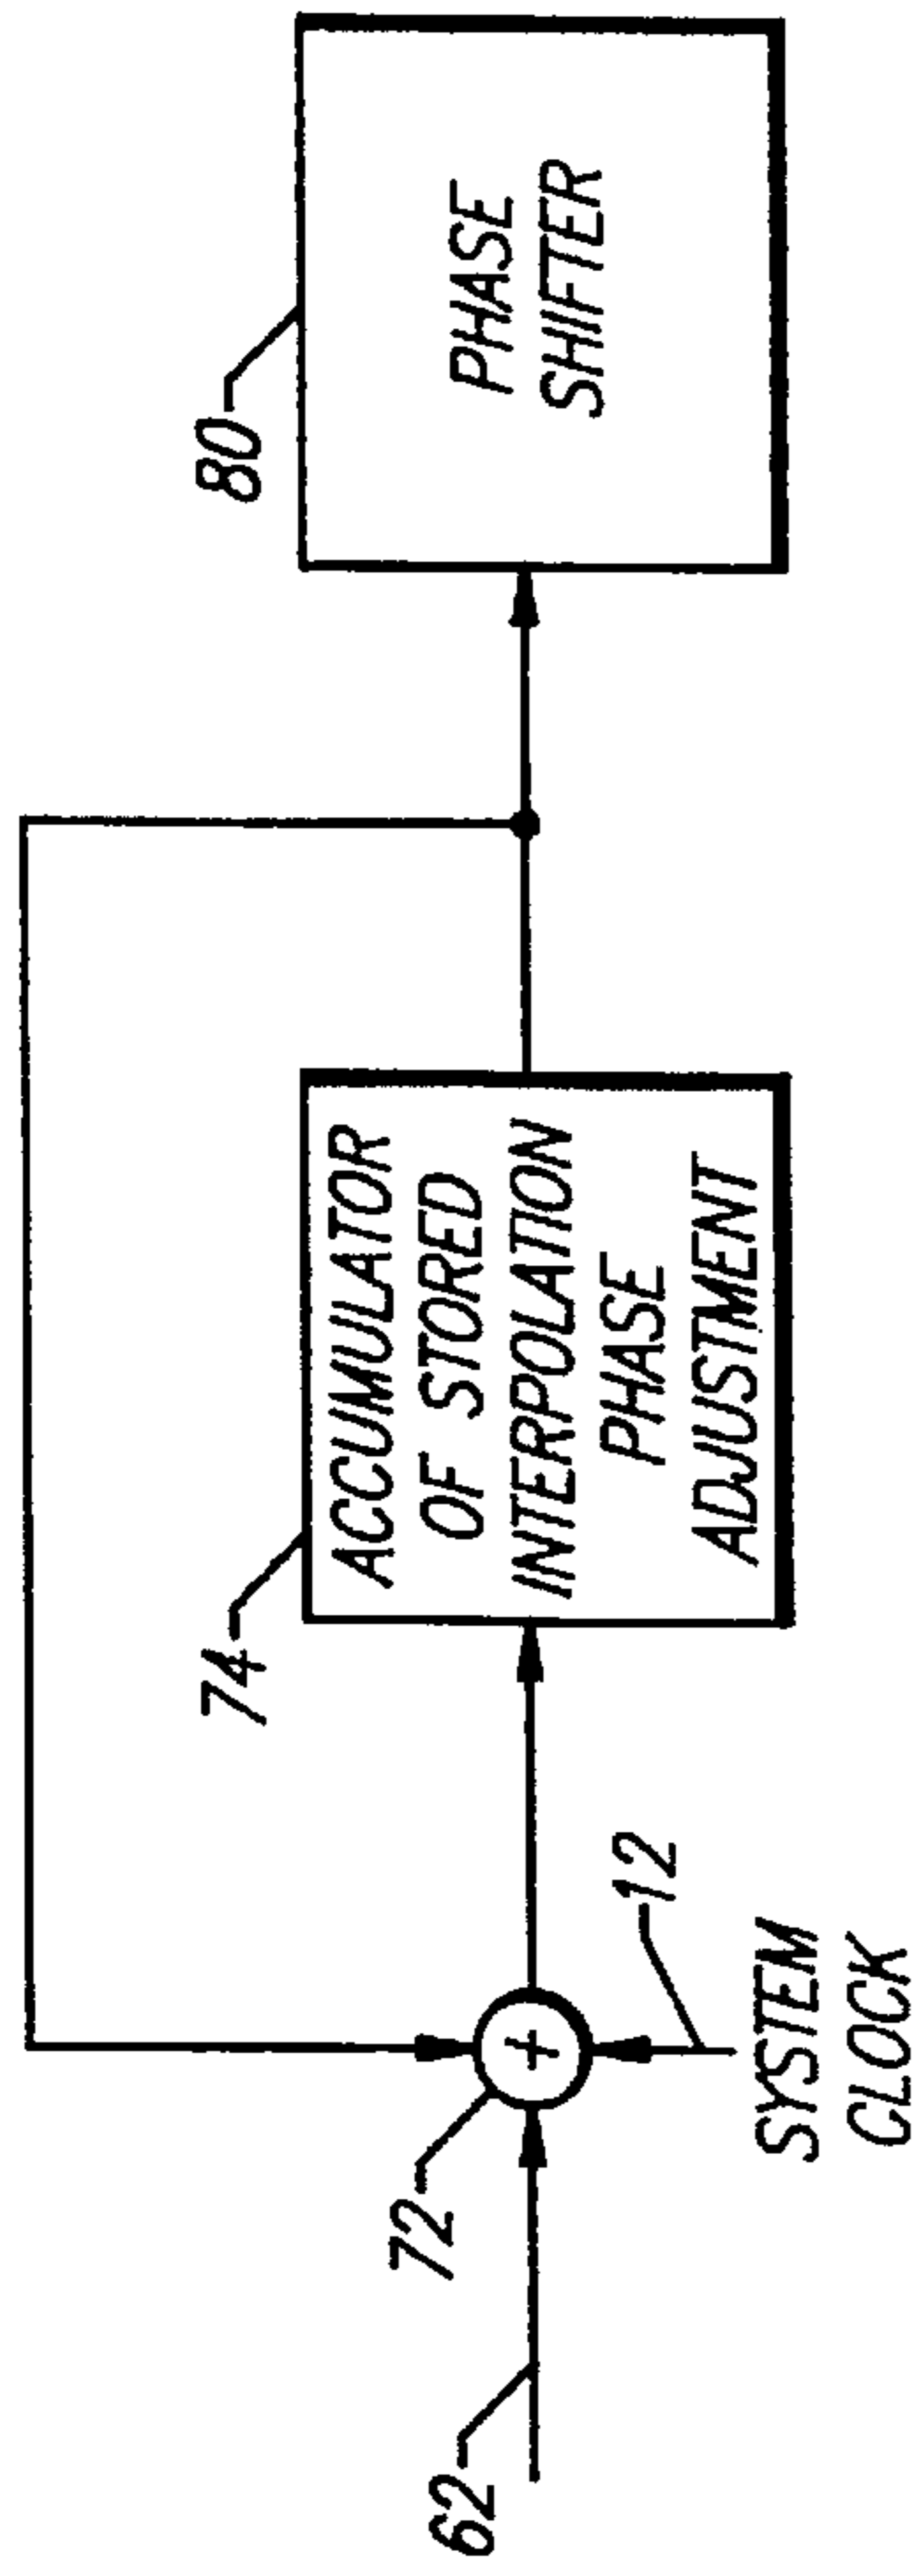 62
72
SYSTEM
CLOCK
12
74
ACCUMULATOR
OF STORED
INTERPOLATION
PHASE
ADJUSTMENT
80
PHASE
SHIFTER
+